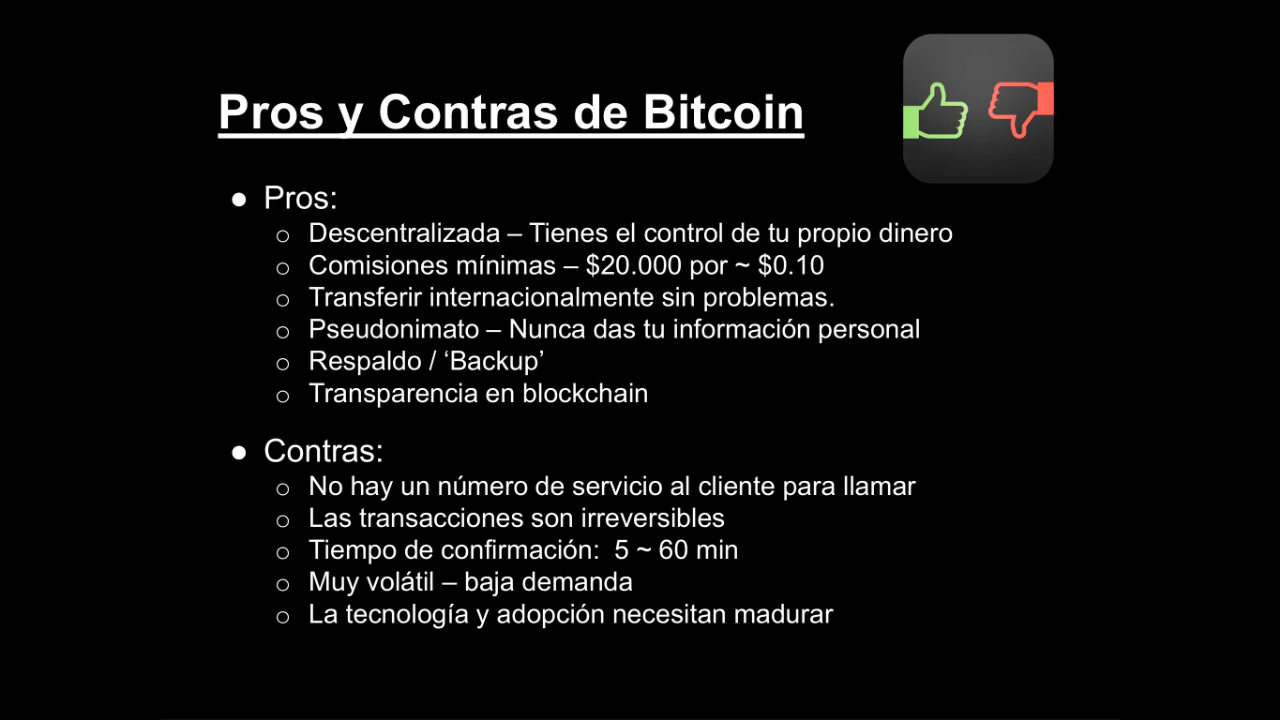 Pros y Contras de Bitcoin
● Pros:
○ Descentralizada – Tienes el control de tu propio dinero
○ Comisiones mínimas – $20.000 por ~ $0.10
○ Transferir internacionalmente sin problemas.
○ Pseudonimato – Nunca das tu información personal
○ Respaldo / ‘Backup’
○ Transparencia en blockchain
● Contras:
○ No hay un número de servicio al cliente para llamar
○ Las transacciones son irreversibles
○ Tiempo de confirmación:  5 ~ 60 min
○ Muy volátil – baja demanda
○ La tecnología y adopción necesitan madurar